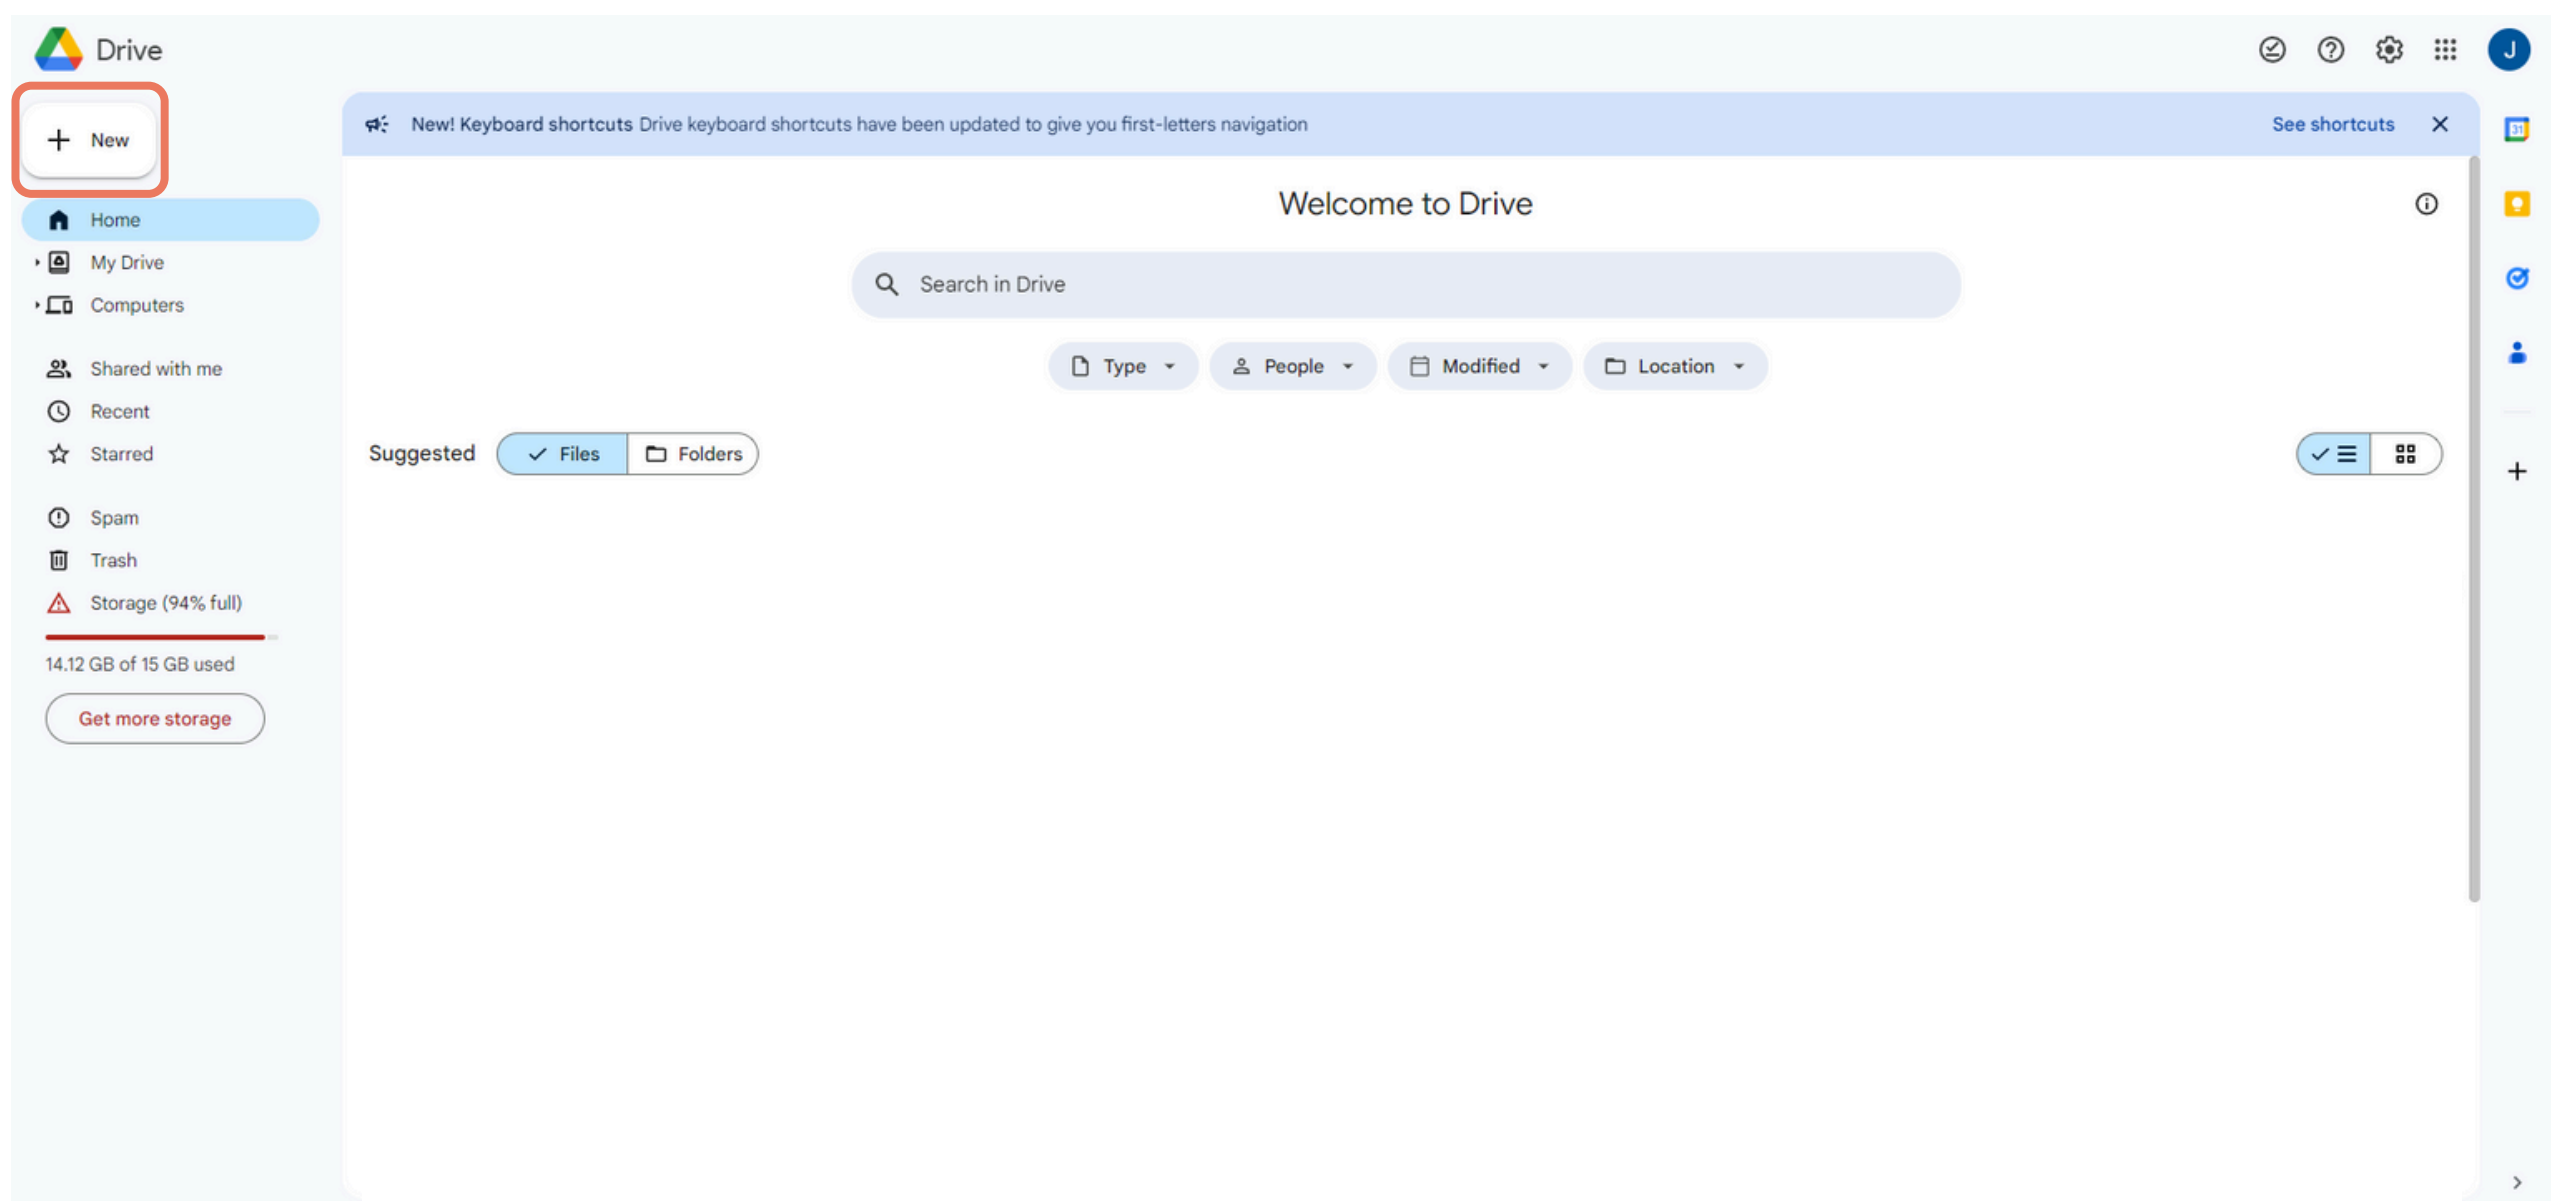 Drive
J
New
New! Keyboard shortcuts Drive keyboard shortcuts have been updated to give you first-letters navigation
See shortcuts
31
Welcome to Drive
Home
My Drive
Computers
Search in Drive
Shared with me
Recent
Starred
Type
People
Modified
Location
Suggested
Files
Folders
Spam
Trash
Storage (94% full)
14.12 GB of 15 GB used
Get more storage